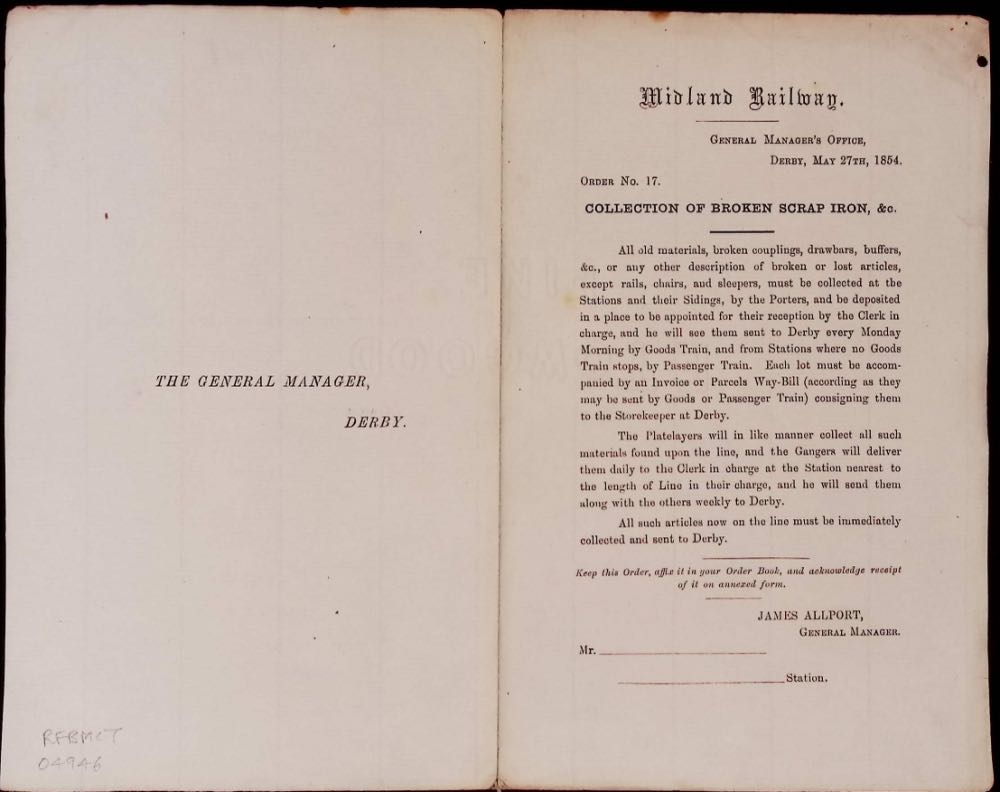 THE GENERAL MANAGER,
DERBY.
RFBMCT
04946
Midland Railway.
GENERAL MANAGER'S OFFICE,
DERBY, MAY 27TH, 1854.
ORDER No. 17.
COLLECTION OF BROKEN SCRAP IRON, &c.
All old materials, broken couplings, drawbars, buffers,
&c., or any other description of broken or lost articles,
except rails, chairs, and sleepers, must be collected at the
Stations and their Sidings, by the Porters, and be deposited
in a place to be appointed for their reception by the Clerk in
charge, and he will see them sent to Derby every Monday
Morning by Goods Train, and from Stations where no Goods
Train stops, by Passenger Train. Each lot must be accom-
panied by an Invoice or Parcels Way-Bill (according as they
may be sent by Goods or Passenger Train) consigning them
to the Storekeeper at Derby.
The Platelayers will in like manner collect all such
materials found upon the line, and the Gangers will deliver
them daily to the Clerk in charge at the Station nearest to
the length of Line in their charge, and he will send them
along with the others weekly to Derby.
All such articles now on the line must be immediately
collected and sent to Derby.
Keep this Order, affix it in your Order Book, and acknowledge receipt
of it on annexed form.
JAMES ALLPORT,
GENERAL MANAGER.
Mr.
Station.